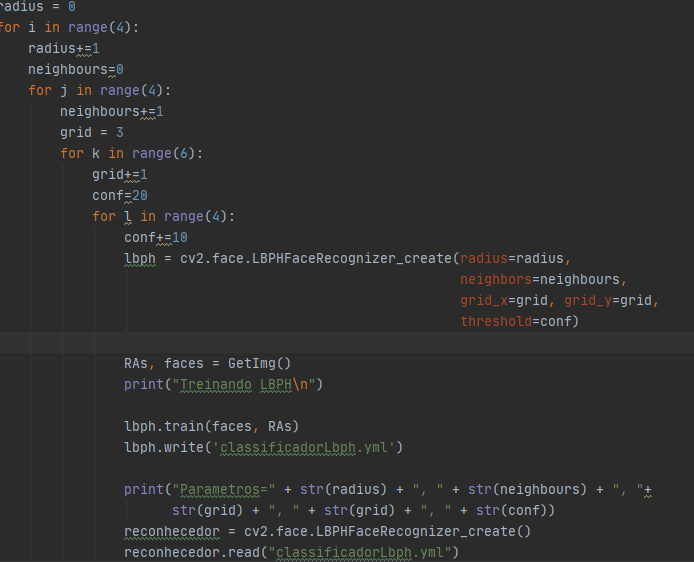 radius = 0
for i in range(4):
    radius+=1
    neighbours=0
    for j in range(4):
        neighbours+=1
        grid = 3
        for k in range(6):
            grid+=1
            conf=20
            for l in range(4):
                conf+=10
                lbph = cv2.face.LBPHFaceRecognizer_create(radius=radius,
                                                          neighbors=neighbours,
                                                          grid_x=grid, grid_y=grid,
                                                          threshold=conf)
                RAs, faces = GetImg()
                print("Treinando LBPH\n")
                lbph.train(faces, RAs)
                lbph.write('classificadorLbph.yml')
                print("Parametros=" + str(radius) + ", " + str(neighbours) + ", "+
                      str(grid) + ", " + str(grid) + ", " + str(conf))
                reconhecedor = cv2.face.LBPHFaceRecognizer_create()
                reconhecedor.read("classificadorLbph.yml")